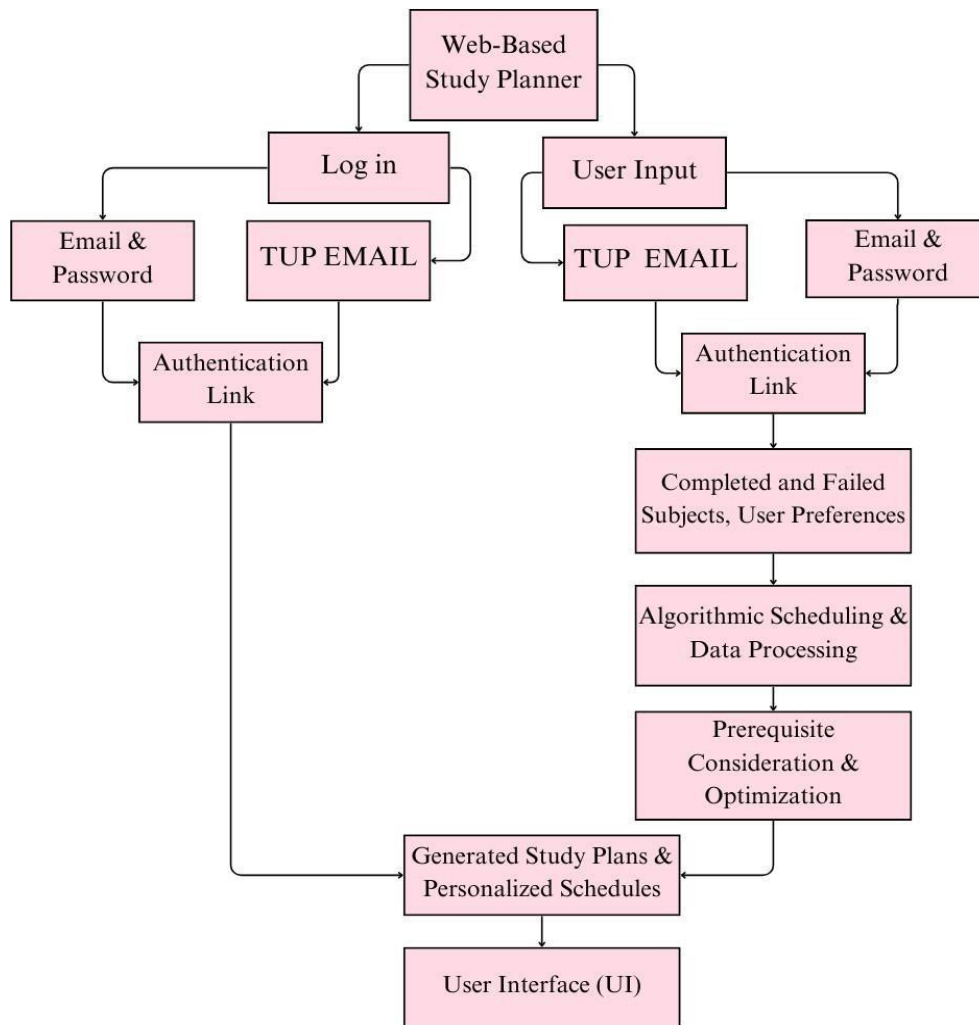 Web-Based
Study Planner
Log in
User Input
Email &
Password
TUP EMAIL
TUP EMAIL
Email &
Password
Authentication
Link
Authentication
Link
Completed and Failed
Subjects, User Preferences
Algorithmic Scheduling &
Data Processing
Prerequisite
Consideration &
Optimization
Generated Study Plans &
Personalized Schedules
User Interface (UI)